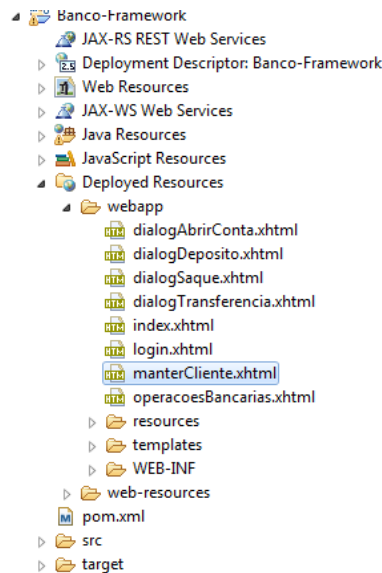 Banco-Framework
JAX-RS REST Web Services
2.5 Deployment Descriptor: Banco-Framework
Web Resources
JAX-WS Web Services
Java Resources
JavaScript Resources
Deployed Resources
webapp
dialogAbrirConta.xhtml
dialogDeposito.xhtml
dialogSaque.xhtml
dialogTransferencia.xhtml
index.xhtml
login.xhtml
manterCliente.xhtml
operacoesBancarias.xhtml
resources
templates
WEB-INF
web-resources
M pom.xml
src
target